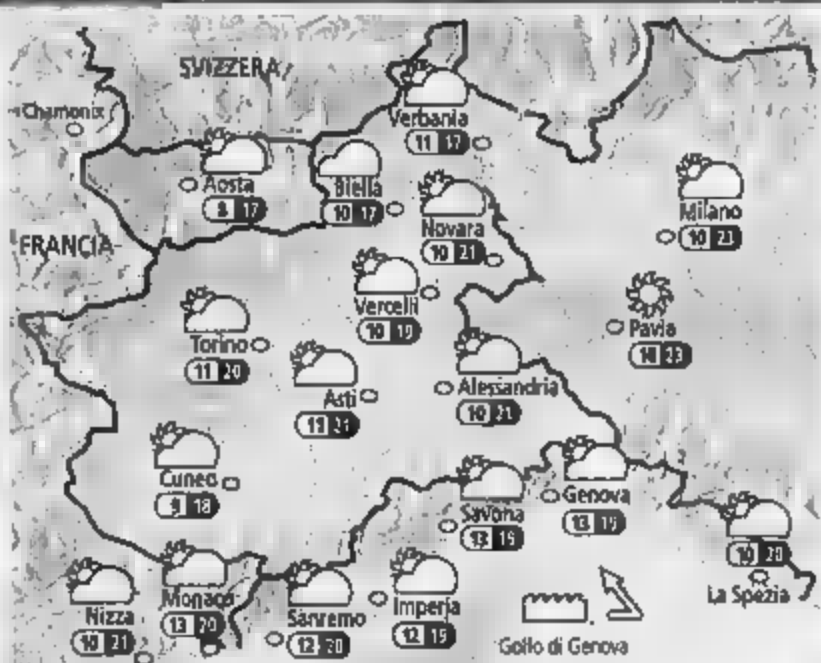 SVIZZERA
Chamonix
Verbania
11 17
Aosta
8 17
Biella
10 17
Milano
10 23
Novara
10 21
FRANCIA
Vercelli
10 19
Pavia
23
Torino
11 20
Asti
11 21
Alessandria
10 21
Cuneo
9 18
Savona
13 19
Genova
13 19
La Spezia
10 20
Nizza
10 21
Monaco
13 20
Sanremo
12 20
Imperia
12 19
Golfo di Genova